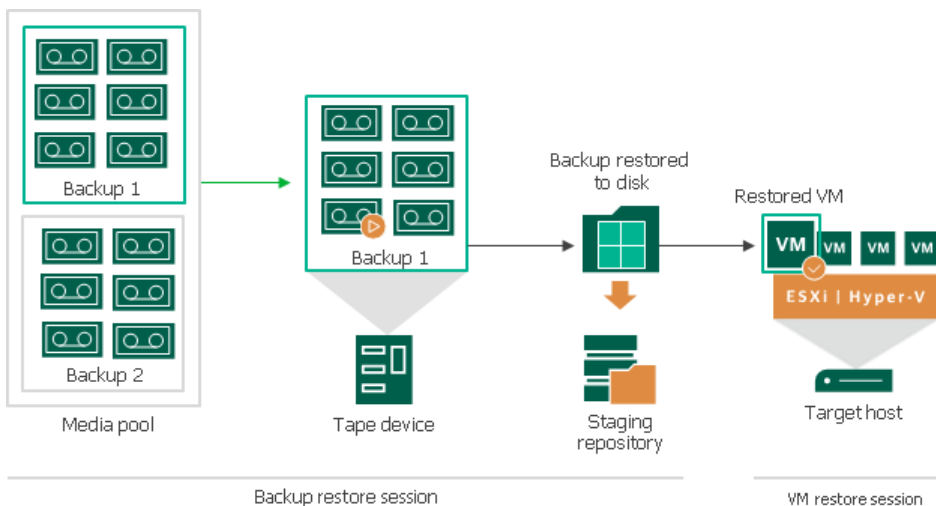 Backup 1
Backup 2
Media pool
Backup 1
Tape device
Backup restored
to disk
Staging
repository
Restored VM
VM
VM
VM
VM
ESXi | Hyper-V
Target host
Backup restore session
VM restore session